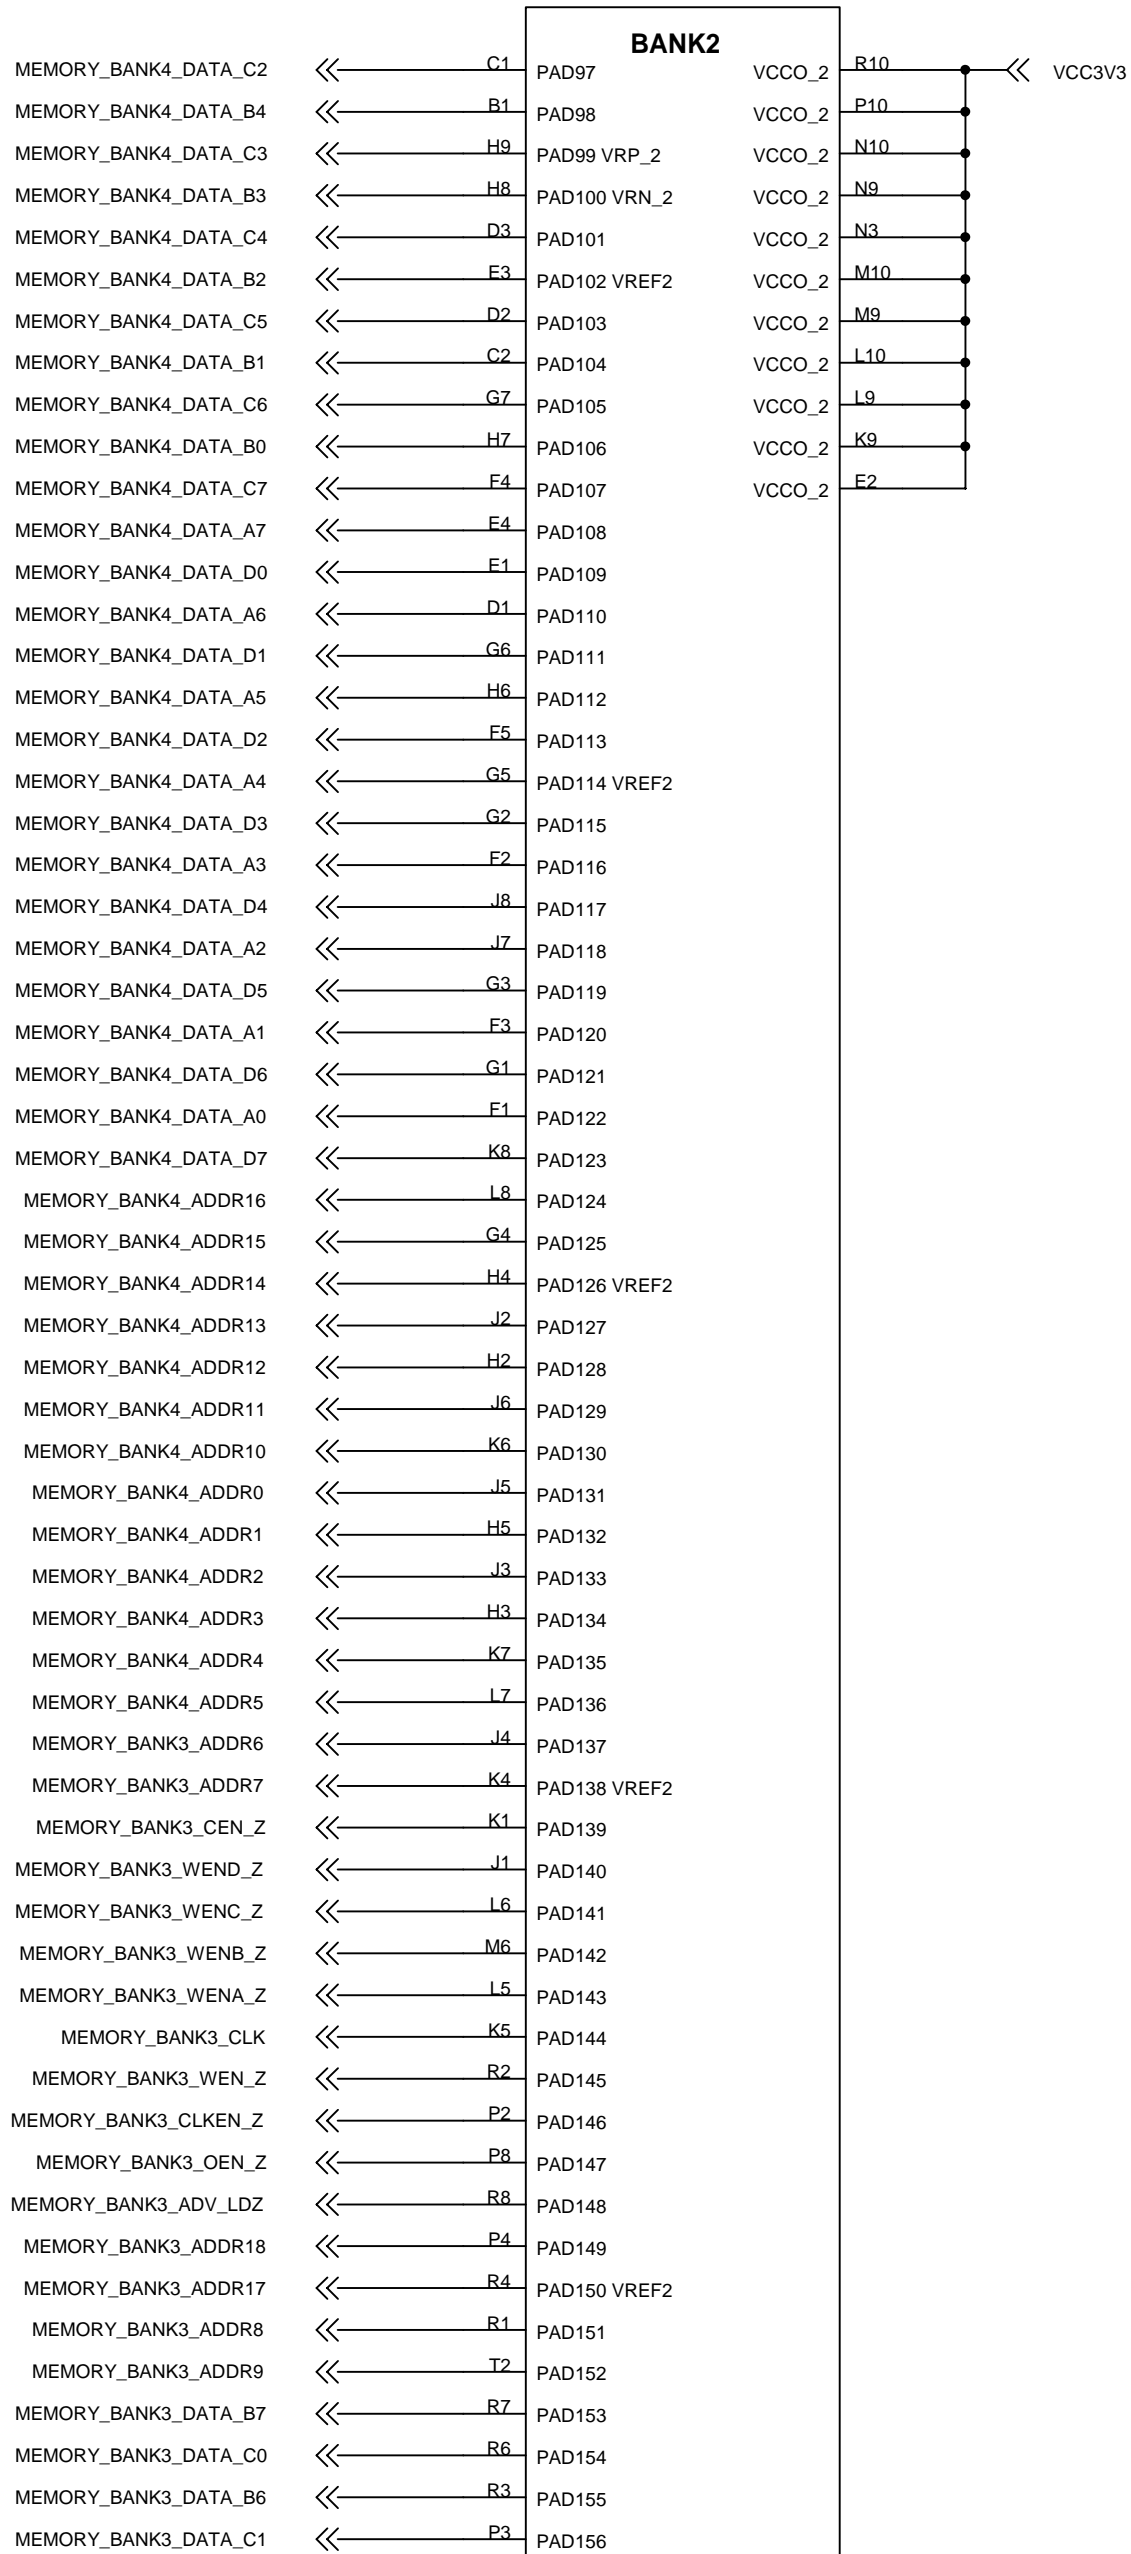 BANK2
MEMORY_BANK4_DATA_C2 C1 PAD97 VCCO_2 R10 VCC3V3
MEMORY_BANK4_DATA_B4 B1 PAD98 VCCO_2 P10
MEMORY_BANK4_DATA_C3 H9 PAD99 VRP_2 VCCO_2 N10
MEMORY_BANK4_DATA_B3 H8 PAD100 VRN_2 VCCO_2 N9
MEMORY_BANK4_DATA_C4 D3 PAD101 VCCO_2 N3
MEMORY_BANK4_DATA_B2 E3 PAD102 VREF2 VCCO_2 M10
MEMORY_BANK4_DATA_C5 D2 PAD103 VCCO_2 M9
MEMORY_BANK4_DATA_B1 C2 PAD104 VCCO_2 L10
MEMORY_BANK4_DATA_C6 G7 PAD105 VCCO_2 L9
MEMORY_BANK4_DATA_B0 H7 PAD106 VCCO_2 K9
MEMORY_BANK4_DATA_C7 F4 PAD107 VCCO_2 E2
MEMORY_BANK4_DATA_A7 E4 PAD108
MEMORY_BANK4_DATA_D0 E1 PAD109
MEMORY_BANK4_DATA_A6 D1 PAD110
MEMORY_BANK4_DATA_D1 G6 PAD111
MEMORY_BANK4_DATA_A5 H6 PAD112
MEMORY_BANK4_DATA_D2 F5 PAD113
MEMORY_BANK4_DATA_A4 G5 PAD114 VREF2
MEMORY_BANK4_DATA_D3 G2 PAD115
MEMORY_BANK4_DATA_A3 F2 PAD116
MEMORY_BANK4_DATA_D4 J8 PAD117
MEMORY_BANK4_DATA_A2 J7 PAD118
MEMORY_BANK4_DATA_D5 G3 PAD119
MEMORY_BANK4_DATA_A1 F3 PAD120
MEMORY_BANK4_DATA_D6 G1 PAD121
MEMORY_BANK4_DATA_A0 F1 PAD122
MEMORY_BANK4_DATA_D7 K8 PAD123
MEMORY_BANK4_ADDR16 L8 PAD124
MEMORY_BANK4_ADDR15 G4 PAD125
MEMORY_BANK4_ADDR14 H4 PAD126 VREF2
MEMORY_BANK4_ADDR13 J2 PAD127
MEMORY_BANK4_ADDR12 H2 PAD128
MEMORY_BANK4_ADDR11 J6 PAD129
MEMORY_BANK4_ADDR10 K6 PAD130
MEMORY_BANK4_ADDR0 J5 PAD131
MEMORY_BANK4_ADDR1 H5 PAD132
MEMORY_BANK4_ADDR2 J3 PAD133
MEMORY_BANK4_ADDR3 H3 PAD134
MEMORY_BANK4_ADDR4 K7 PAD135
MEMORY_BANK4_ADDR5 L7 PAD136
MEMORY_BANK3_ADDR6 J4 PAD137
MEMORY_BANK3_ADDR7 K4 PAD138 VREF2
MEMORY_BANK3_CEN_Z K1 PAD139
MEMORY_BANK3_WEND_Z J1 PAD140
MEMORY_BANK3_WENC_Z L6 PAD141
MEMORY_BANK3_WENB_Z M6 PAD142
MEMORY_BANK3_WENA_Z L5 PAD143
MEMORY_BANK3_CLK K5 PAD144
MEMORY_BANK3_WEN_Z R2 PAD145
MEMORY_BANK3_CLKEN_Z P2 PAD146
MEMORY_BANK3_OEN_Z P8 PAD147
MEMORY_BANK3_ADV_LDZ R8 PAD148
MEMORY_BANK3_ADDR18 P4 PAD149
MEMORY_BANK3_ADDR17 R4 PAD150 VREF2
MEMORY_BANK3_ADDR8 R1 PAD151
MEMORY_BANK3_ADDR9 T2 PAD152
MEMORY_BANK3_DATA_B7 R7 PAD153
MEMORY_BANK3_DATA_C0 R6 PAD154
MEMORY_BANK3_DATA_B6 R3 PAD155
MEMORY_BANK3_DATA_C1 P3 PAD156